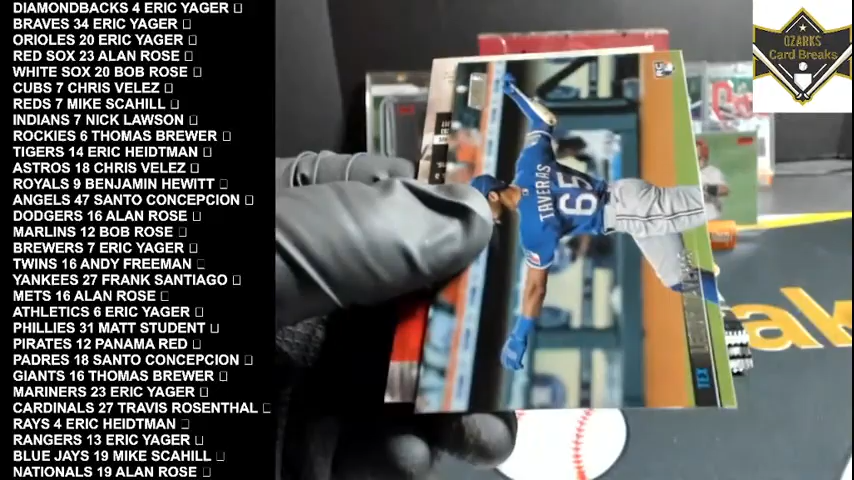 DIAMONDBACKS 4 ERIC YAGER
BRAVES 34 ERIC YAGER
ORIOLES 20 ERIC YAGER
RED SOX 23 ALAN ROSE
WHITE SOX 20 BOB ROSE
CUBS 7 CHRIS VELEZ
REDS 7 MIKE SCAHILL
INDIANS 7 NICK LAWSON
ROCKIES 6 THOMAS BREWER
TIGERS 14 ERIC HEIDTMAN
ASTROS 18 CHRIS VELEZ
ROYALS 9 BENJAMIN HEWITT
ANGELS 47 SANTO CONCEPCION
DODGERS 16 ALAN ROSE
MARLINS 12 BOB ROSE
BREWERS 7 ERIC YAGER
TWINS 16 ANDY FREEMAN
YANKEES 27 FRANK SANTIAGO
METS 16 ALAN ROSE
ATHLETICS 6 ERIC YAGER
PHILLIES 31 MATT STUDENT
PIRATES 12 PANAMA RED
PADRES 18 SANTO CONCEPCION
GIANTS 16 THOMAS BREWER
MARINERS 23 ERIC YAGER
CARDINALS 27 TRAVIS ROSENTHAL
RAYS 4 ERIC HEIDTMAN
RANGERS 13 ERIC YAGER
BLUE JAYS 19 MIKE SCAHILL
NATIONALS 19 ALAN ROSE
OZARKS
Card Breaks
TAVERAS
65
TEX
ak